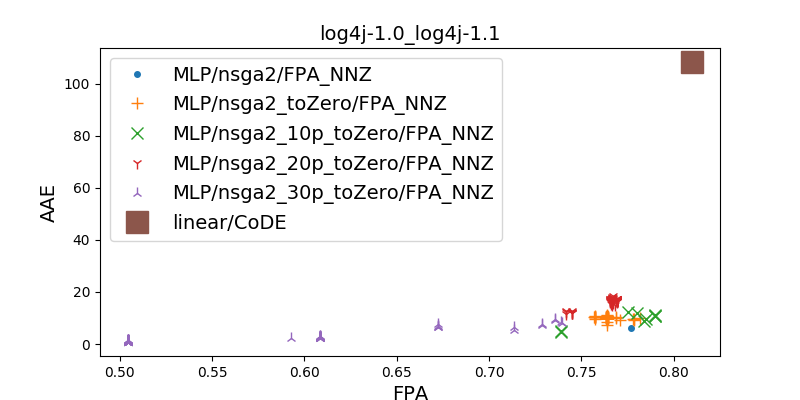 log4j-1.0_log4j-1.1
MLP/nsga2/FPA_NNZ
MLP/nsga2_toZero/FPA_NNZ
MLP/nsga2_10p_toZero/FPA_NNZ
MLP/nsga2_20p_toZero/FPA_NNZ
MLP/nsga2_30p_toZero/FPA_NNZ
linear/CoDE
AAE
100
80
60
40
20
0
0.50 0.55 0.60 0.65 0.70 0.75 0.80
FPA